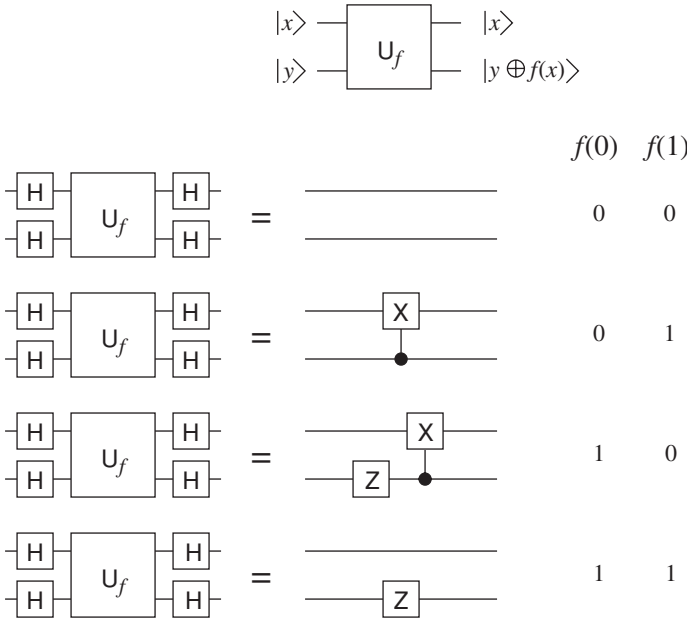 |x⟩ U_f |x⟩
|y⟩ |y ⊕ f(x)⟩
f(0) f(1)
H U_f H = 0 0
H H
H U_f H = X 0 1
H H
H U_f H = X 1 0
H H Z
H U_f H = 1 1
H H Z